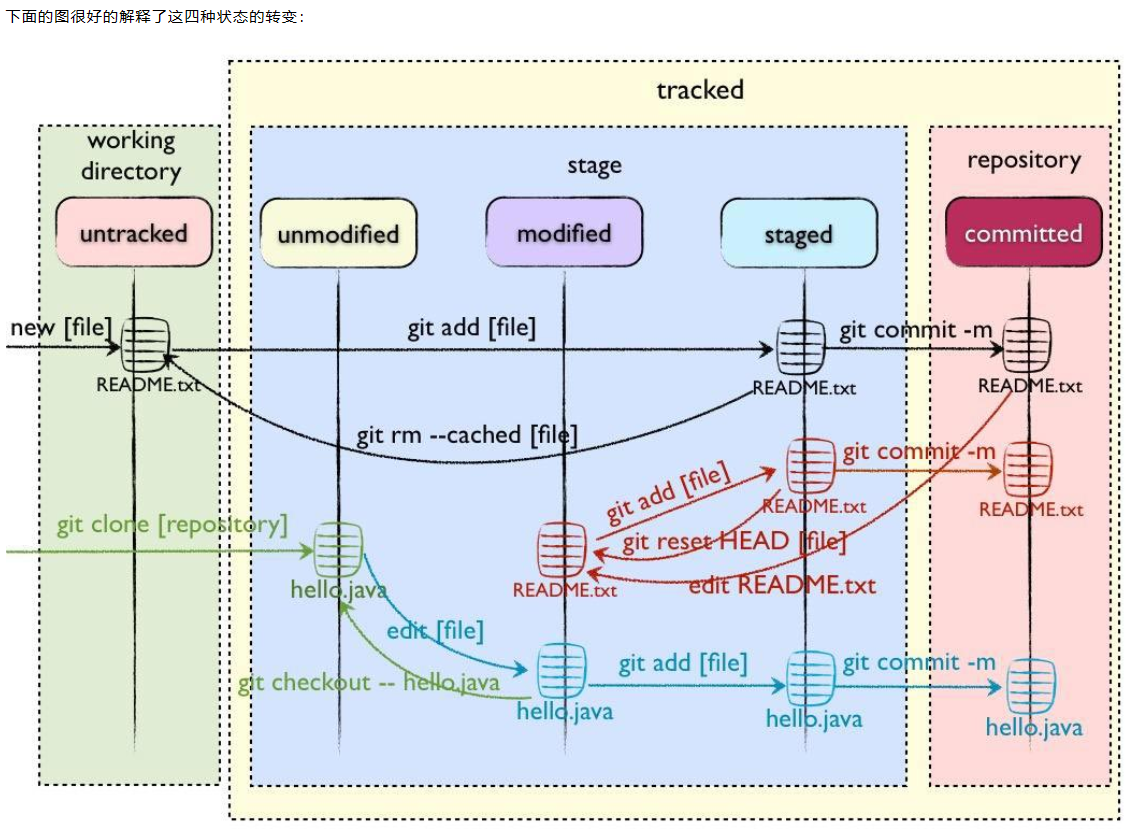 下面的图很好的解释了这四种状态的转变：
tracked
working
directory
stage
repository
untracked
unmodified
modified
staged
committed
new [file]
git add [file]
git commit -m
README.txt
README.txt
README.txt
git rm --cached [file]
git add [file]
git commit -m
README.txt
README.txt
git clone [repository]
git reset HEAD [file]
hello.java
README.txt
edit README.txt
edit [file]
git add [file]
git commit -m
git checkout -- hello.java
hello.java
hello.java
hello.java